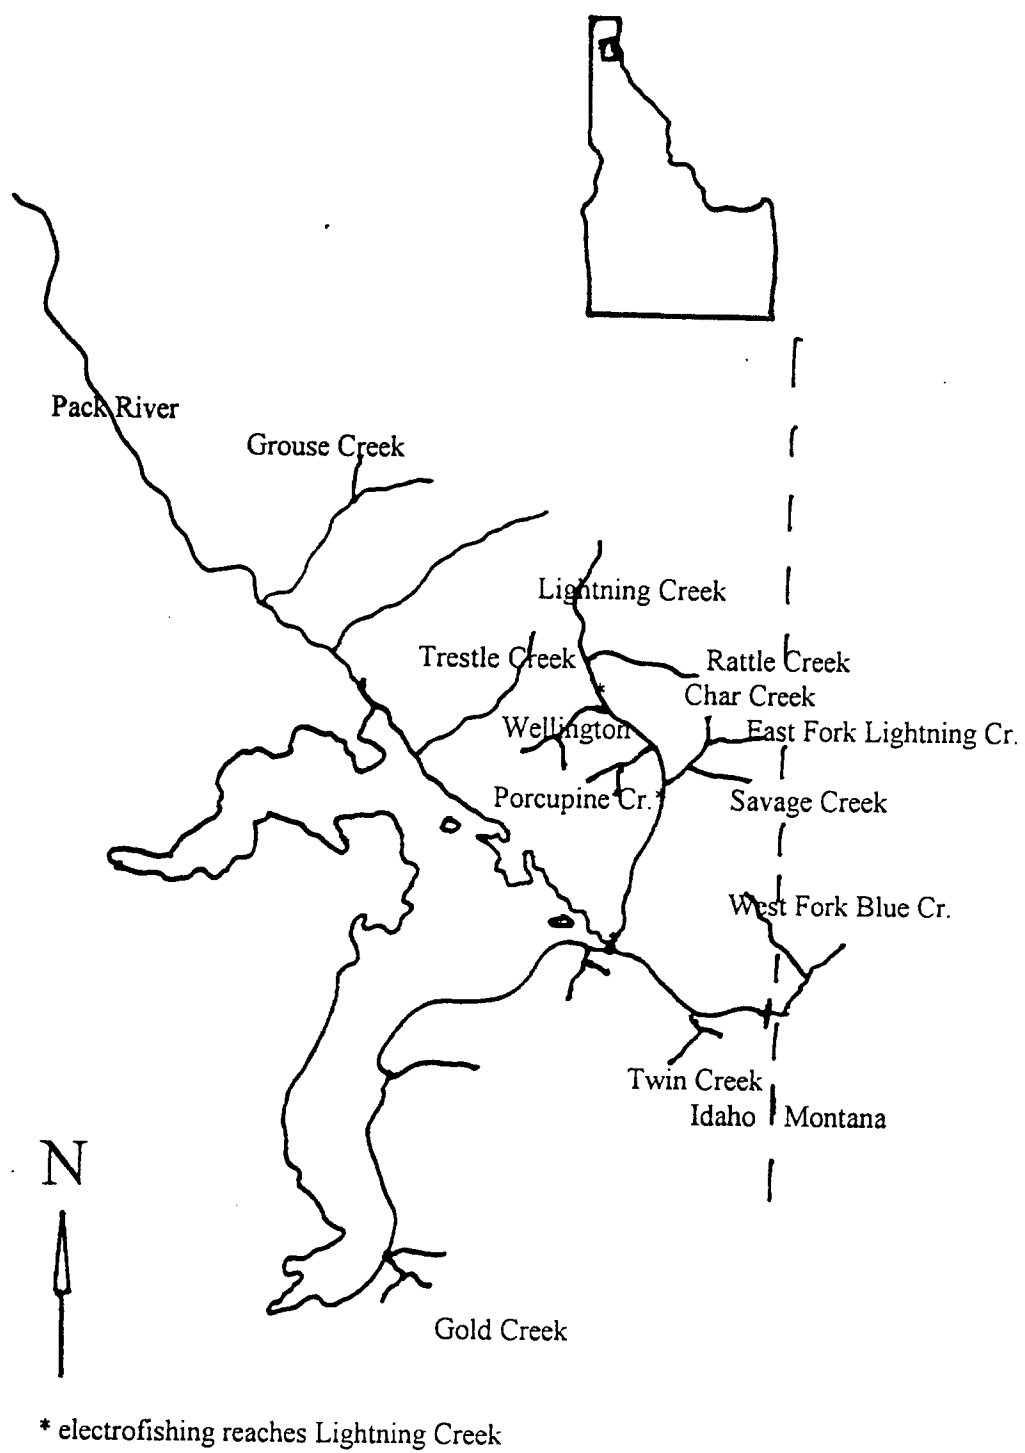 Pack River
Grouse Creek
Lightning Creek
Trestle Creek
Rattle Creek
Char Creek
Wellington
East Fork Lightning Cr.
Porcupine Cr.
*
*
Savage Creek
West Fork Blue Cr.
Twin Creek
Idaho
Montana
N
Gold Creek
* electrofishing reaches Lightning Creek